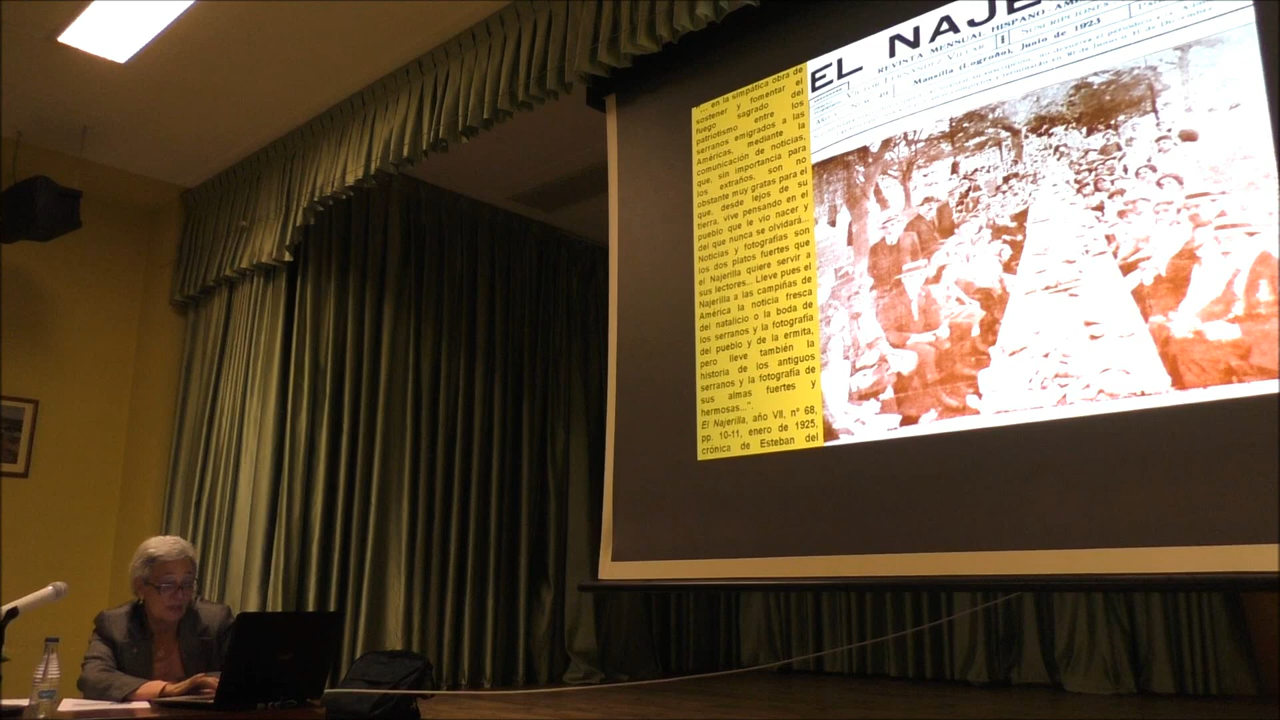 "... en la simpática obra de
sostener y fomentar el
fuego sagrado del
patriotismo entre los
serranos emigrados a las
Américas, mediante la
comunicación de noticias,
que, sin importancia para
los extraños, son no
obstante muy gratas para el
que, desde lejos de su
tierra, vive pensando en el
pueblo que le vio nacer y
del que nunca se olvidará...
Noticias y fotografías son
los dos platos fuertes que
el Najerilla quiere servir a
sus lectores... Lleve pues el
Najerilla a las campiñas de
América la noticia fresca
del natalicio o la boda de
los serranos y la fotografía
del pueblo y de la ermita,
pero lleve también la
historia de los antiguos
serranos y la fotografía de
sus almas fuertes y
hermosas...".
El Najerilla, año VII, nº 68,
pp. 10-11, enero de 1925,
crónica de Esteban del
EL NAJE
REVISTA MENSUAL HISPANO AM
FERNANDEZ VILLAR
SUSCRIPCIONES
Mansilla (Logroño), Junio de 1923